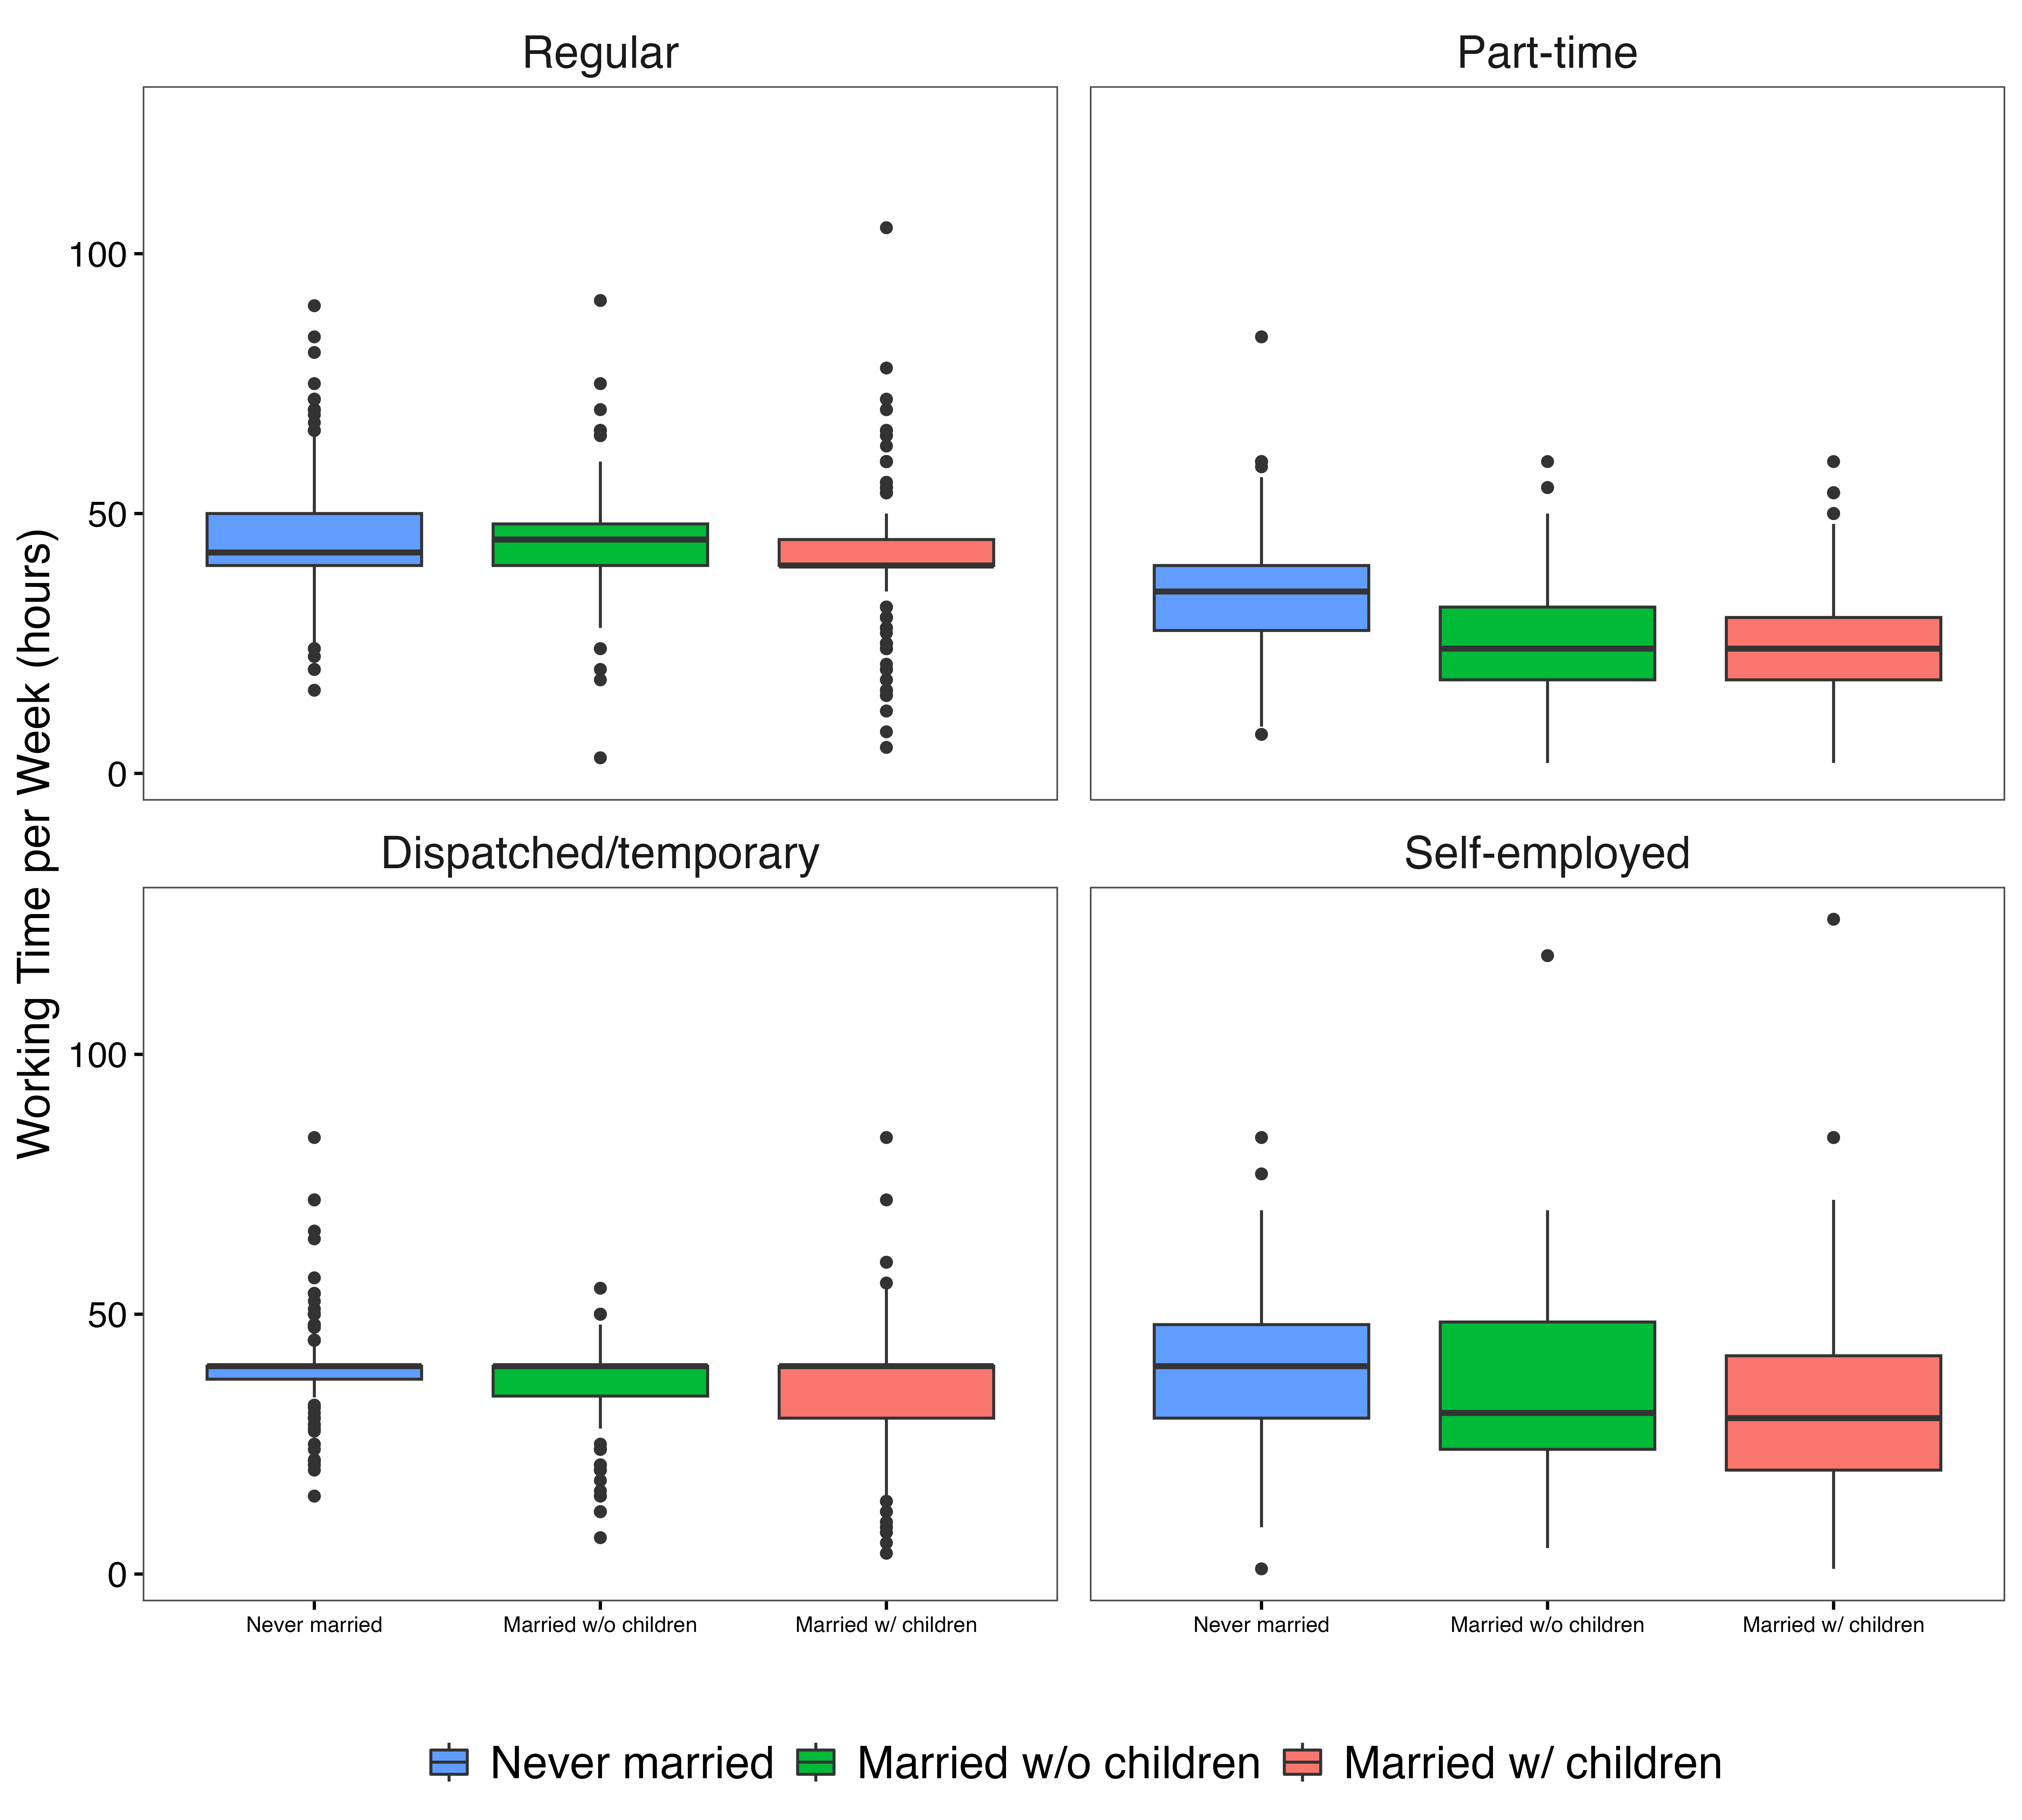 Regular
Part-time
100
50
0
Working Time per Week (hours)
Dispatched/temporary
Self-employed
100
50
0
Never married
Married w/o children
Married w/ children
Never married
Married w/o children
Married w/ children
Never married
Married w/o children
Married w/ children